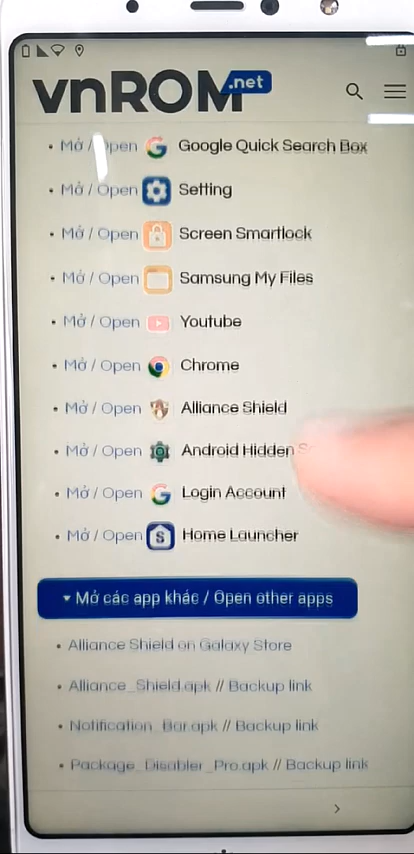 vnROM.net
• Mở / Open Google Quick Search Box
• Mở / Open Setting
• Mở / Open Screen Smartlock
• Mở / Open Samsung My Files
• Mở / Open Youtube
• Mở / Open Chrome
• Mở / Open Alliance Shield
• Mở / Open Android Hidden
• Mở / Open Login Account
• Mở / Open S Home Launcher
▾ Mở các app khác / Open other apps
• Alliance Shield on Galaxy Store
• Alliance_Shield.apk // Backup link
• Notification_Bar.apk // Backup link
• Package_Disabler_Pro.apk // Backup link